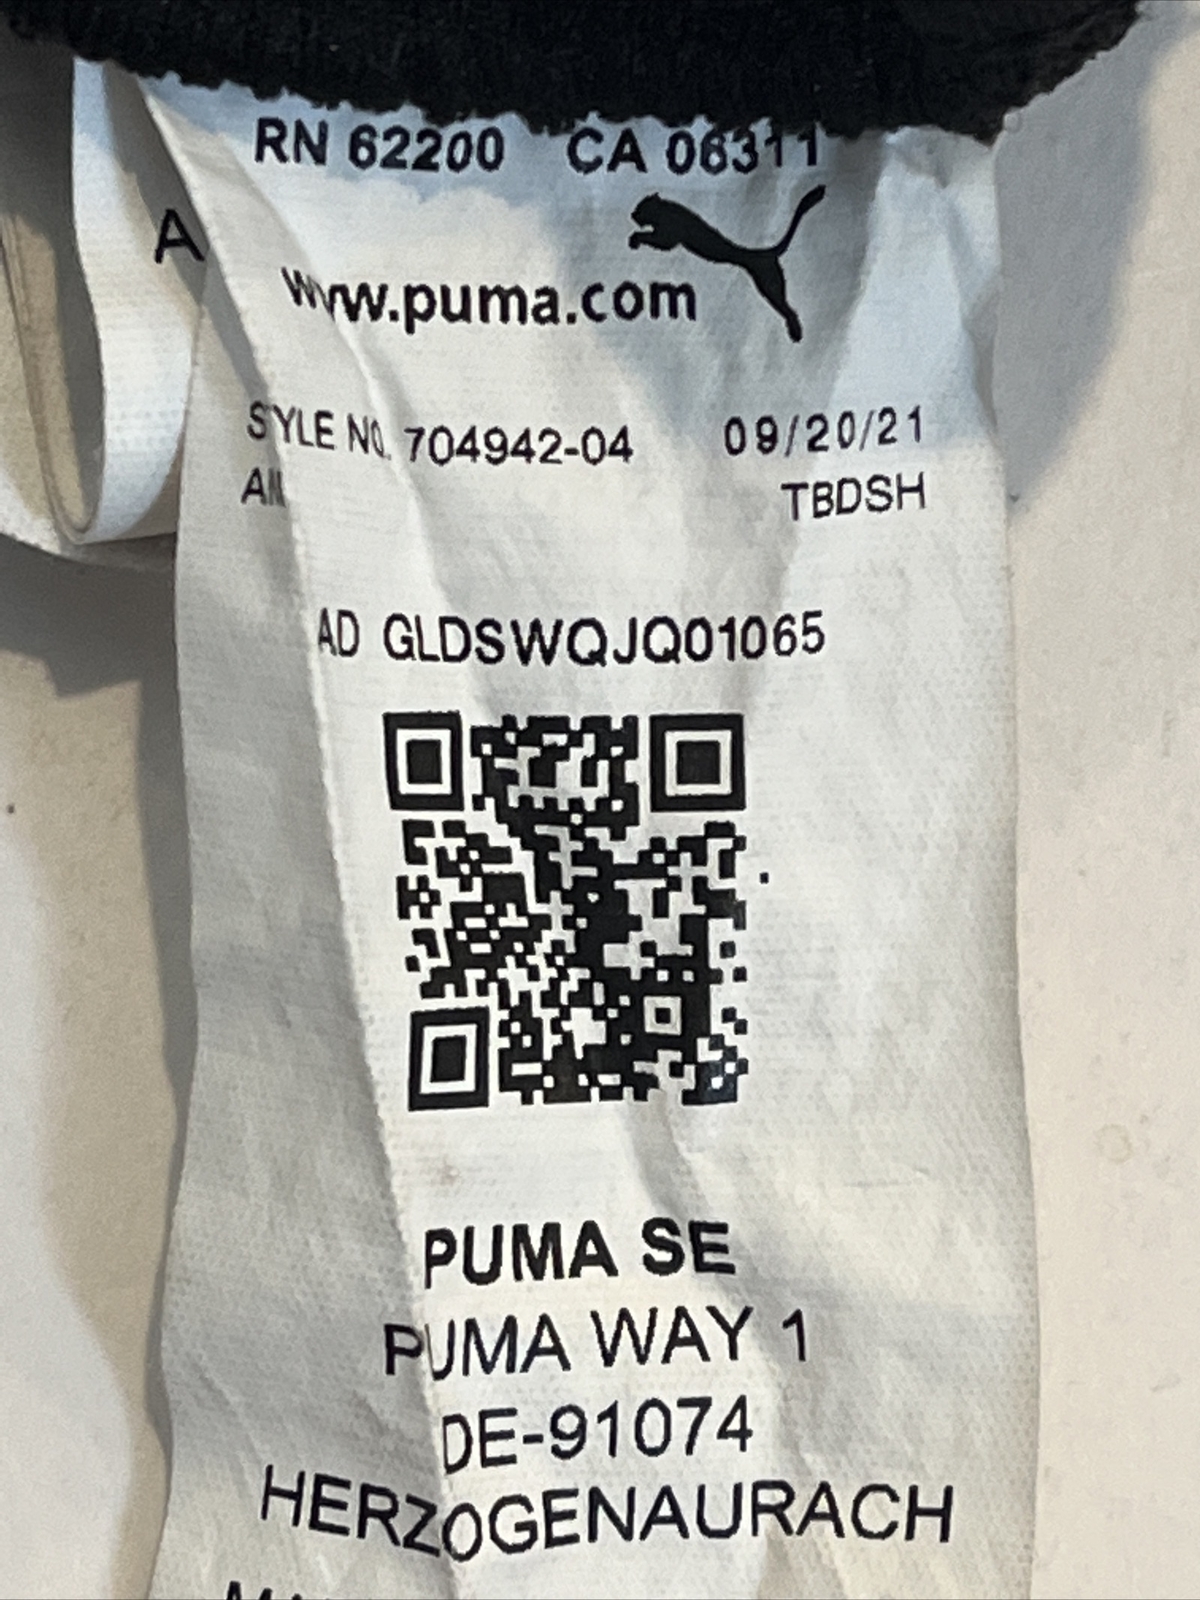 RN 62200 CA 06311
A
www.puma.com
STYLE NO. 704942-04 09/20/21
TBDSH
AD GLDSWQJQ01065
PUMA SE
PUMA WAY 1
DE-91074
HERZOGENAURACH